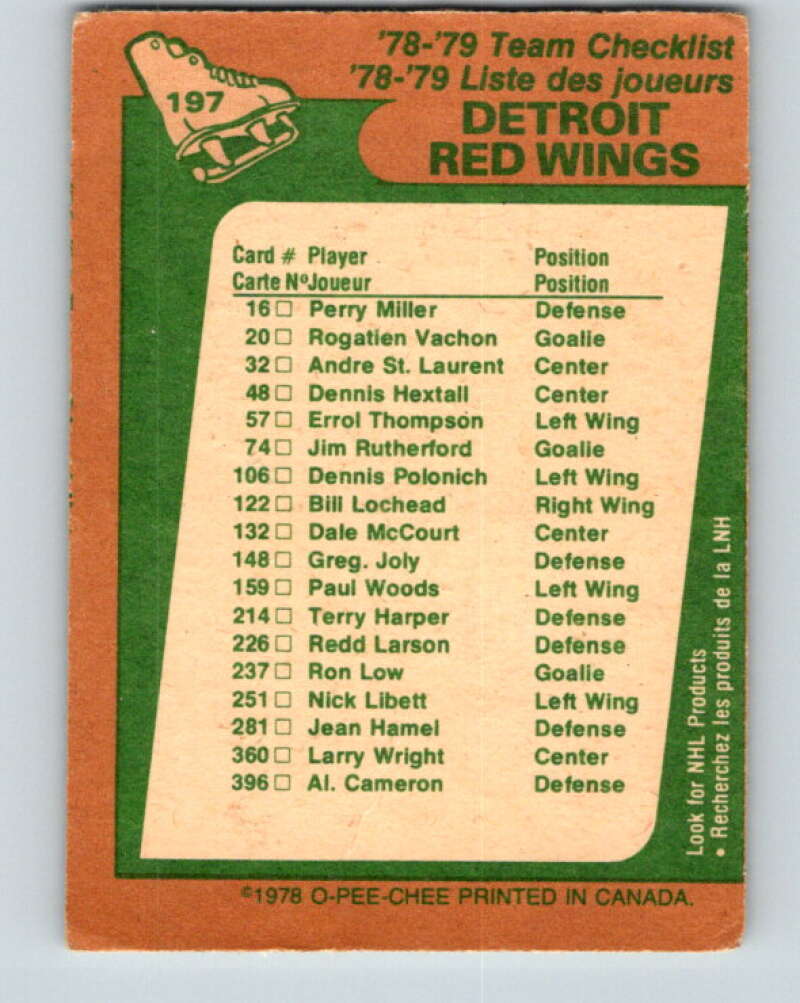 197
'78-'79 Team Checklist
'78-'79 Liste des joueurs
DETROIT
RED WINGS
Card # Player Position
Carte Nº Joueur Position
16 □ Perry Miller Defense
20 □ Rogatien Vachon Goalie
32 □ Andre St. Laurent Center
48 □ Dennis Hextall Center
57 □ Errol Thompson Left Wing
74 □ Jim Rutherford Goalie
106 □ Dennis Polonich Left Wing
122 □ Bill Lochead Right Wing
132 □ Dale McCourt Center
148 □ Greg. Joly Defense
159 □ Paul Woods Left Wing
214 □ Terry Harper Defense
226 □ Redd Larson Defense
237 □ Ron Low Goalie
251 □ Nick Libett Left Wing
281 □ Jean Hamel Defense
360 □ Larry Wright Center
396 □ Al. Cameron Defense
Look for NHL Products
• Recherchez les produits de la LNH
©1978 O-PEE-CHEE PRINTED IN CANADA.